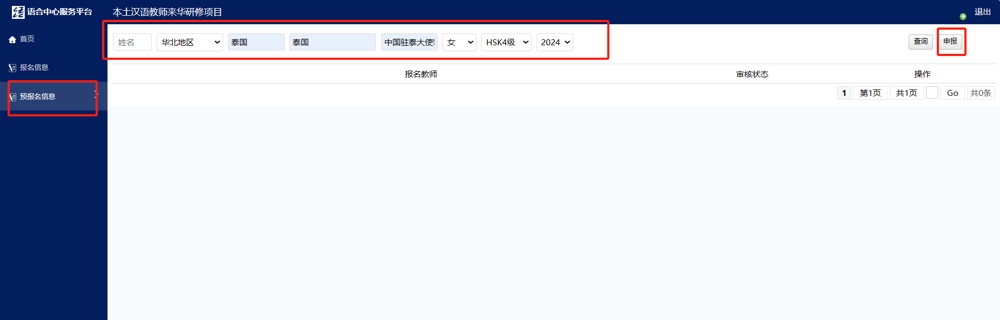 语合中心服务平台 本土汉语教师来华研修项目 退出
首页
报名信息
预报名信息
姓名 华北地区 泰国 泰国 中国驻泰大使 女 HSK4级 2024 查询 申报
报名教师 审核状态 操作
1 第1页 共1页 Go 共0条